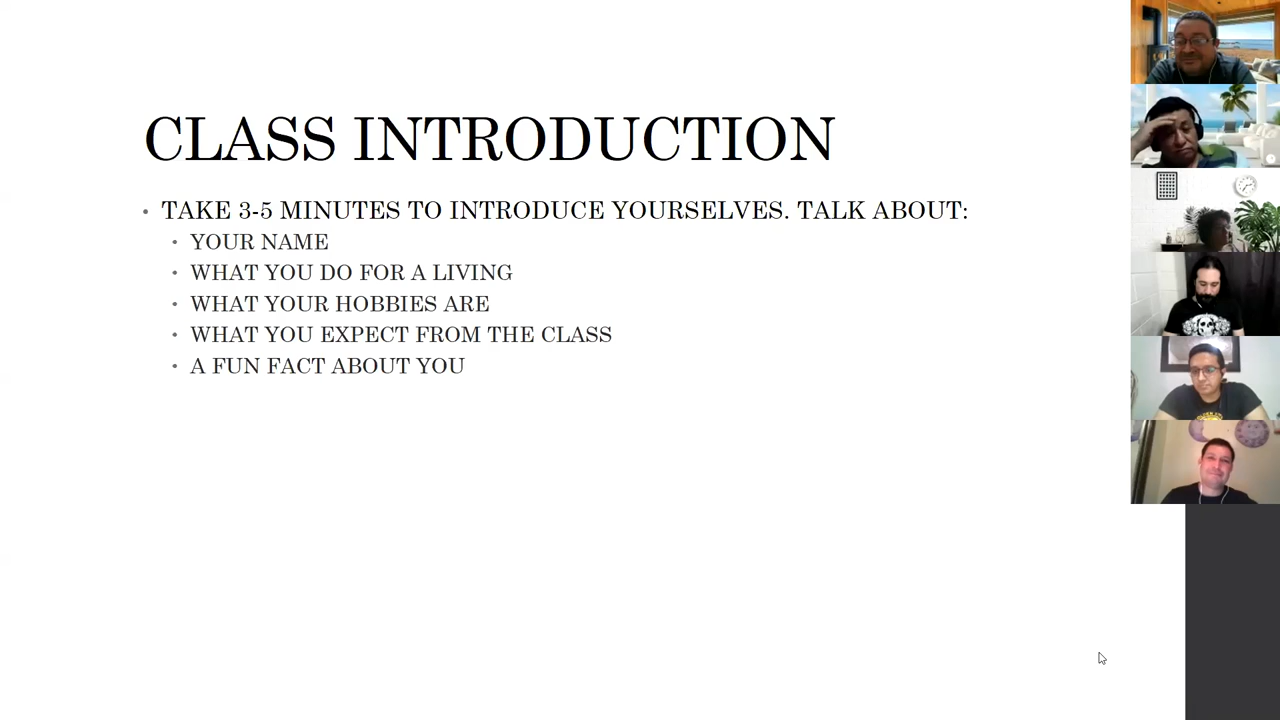 CLASS INTRODUCTION
TAKE 3-5 MINUTES TO INTRODUCE YOURSELVES. TALK ABOUT:
YOUR NAME
WHAT YOU DO FOR A LIVING
WHAT YOUR HOBBIES ARE
WHAT YOU EXPECT FROM THE CLASS
A FUN FACT ABOUT YOU